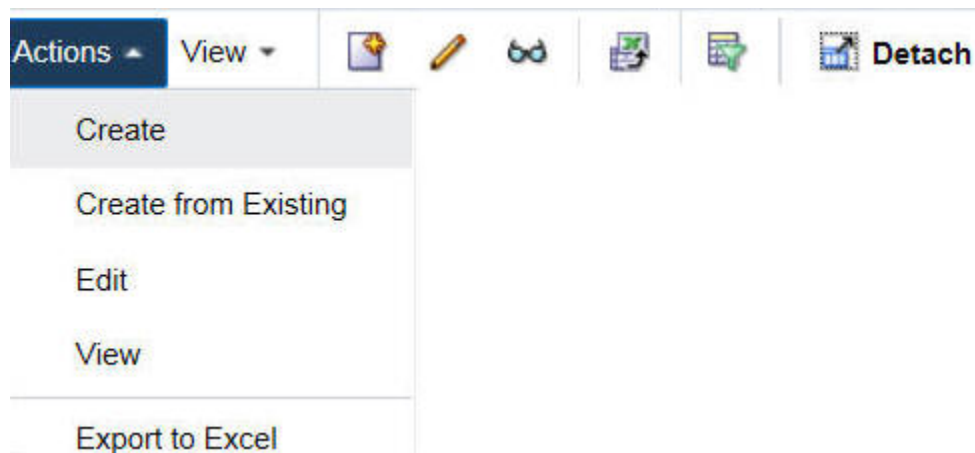 Actions View Detach
Create
Create from Existing
Edit
View
Export to Excel